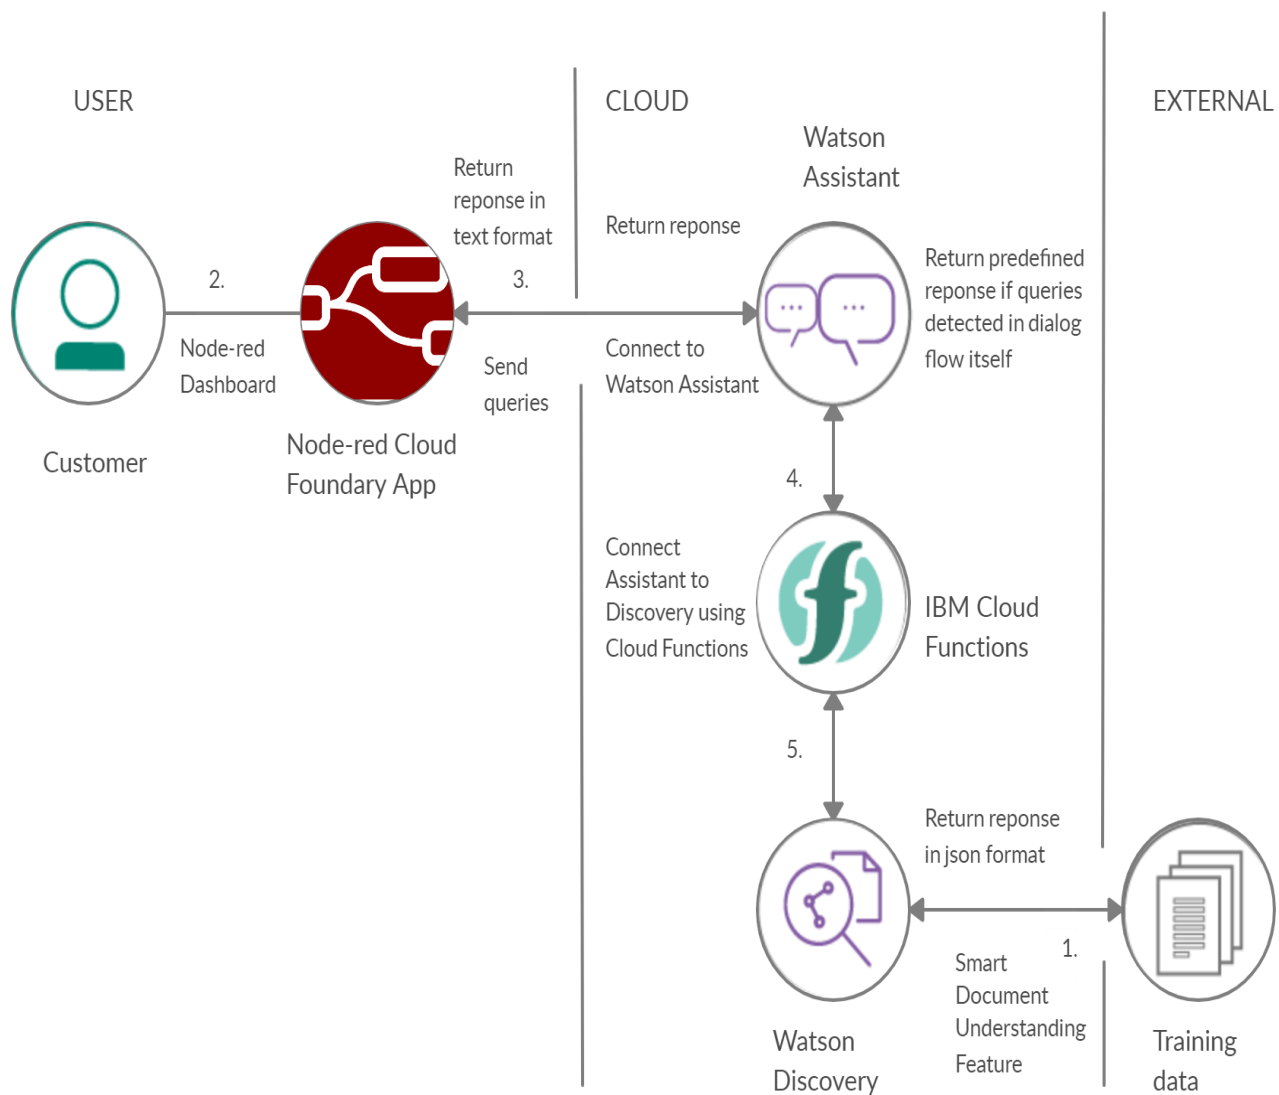 USER
CLOUD
EXTERNAL
Watson
Assistant
Return
reponse in
text format
Return reponse
Return predefined
reponse if queries
detected in dialog
flow itself
2.
3.
Node-red
Dashboard
Send
queries
Connect to
Watson Assistant
Customer
Node-red Cloud
Foundary App
4.
Connect
Assistant to
Discovery using
Cloud Functions
IBM Cloud
Functions
5.
Return reponse
in json format
1.
Smart
Document
Understanding
Feature
Watson
Discovery
Training
data